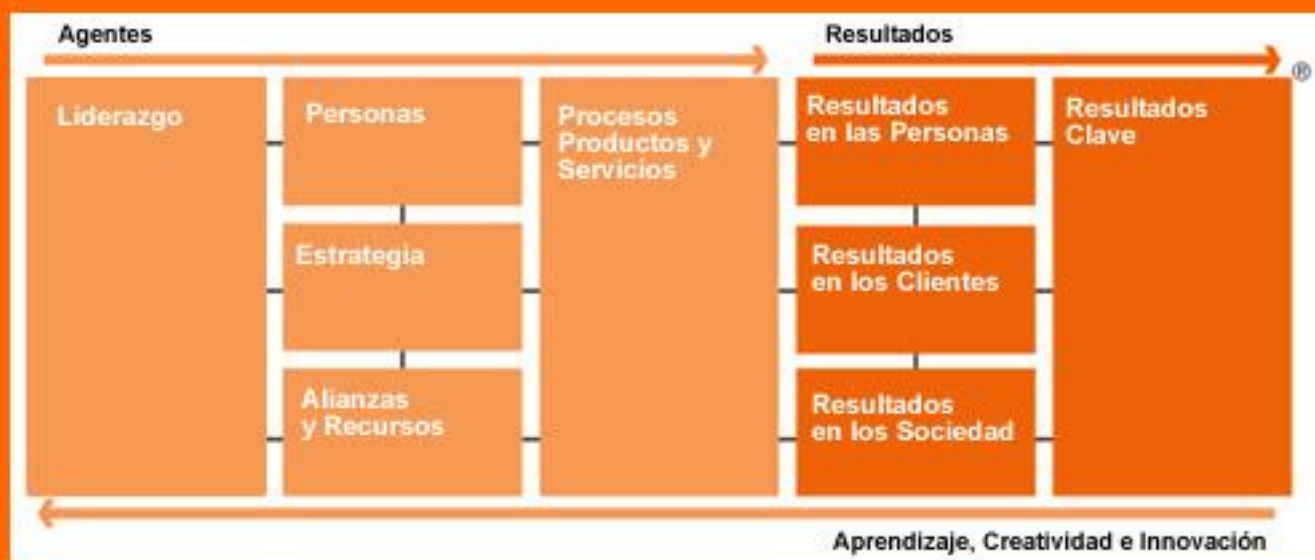 Agentes
Resultados
®
Liderazgo
Personas
Procesos
Productos y
Servicios
Resultados
en las Personas
Resultados
Clave
Estrategia
Resultados
en los Clientes
Alianzas
y Recursos
Resultados
en los Sociedad
Aprendizaje, Creatividad e Innovación